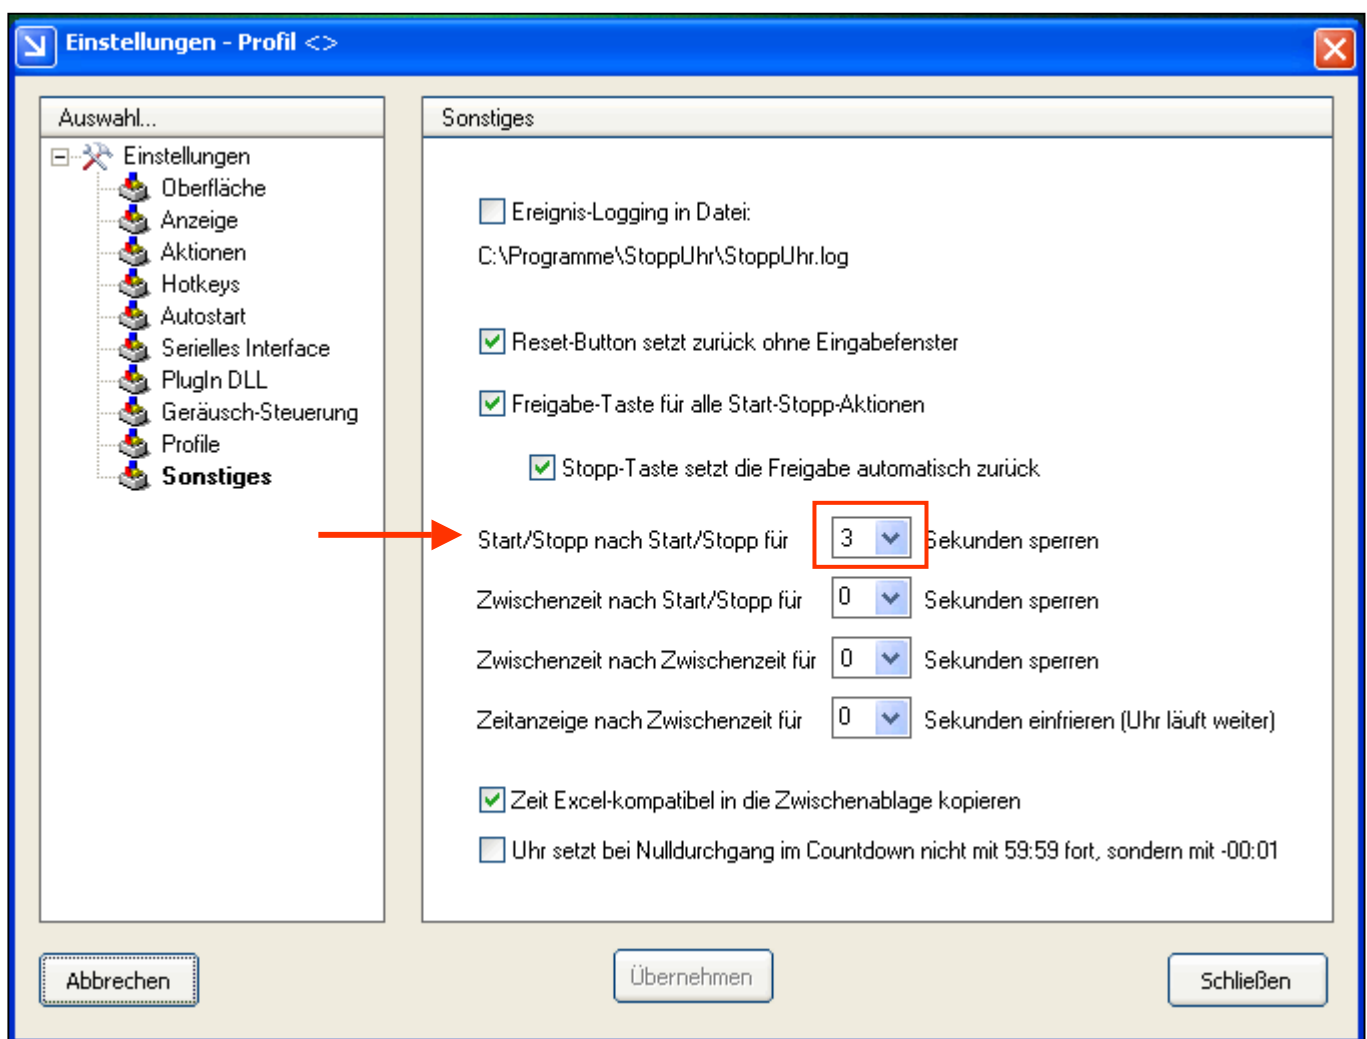 Einstellungen - Profil <>
Auswahl...
Einstellungen
Oberfläche
Anzeige
Aktionen
Hotkeys
Autostart
Serielles Interface
PlugIn DLL
Geräusch-Steuerung
Profile
Sonstiges
Sonstiges
Ereignis-Logging in Datei:
C:\Programme\StoppUhr\StoppUhr.log
Reset-Button setzt zurück ohne Eingabefenster
Freigabe-Taste für alle Start-Stopp-Aktionen
Stopp-Taste setzt die Freigabe automatisch zurück
Start/Stopp nach Start/Stopp für 3 Sekunden sperren
Zwischenzeit nach Start/Stopp für 0 Sekunden sperren
Zwischenzeit nach Zwischenzeit für 0 Sekunden sperren
Zeitanzeige nach Zwischenzeit für 0 Sekunden einfrieren (Uhr läuft weiter)
Zeit Excel-kompatibel in die Zwischenablage kopieren
Uhr setzt bei Nulldurchgang im Countdown nicht mit 59:59 fort, sondern mit -00:01
Abbrechen
Übernehmen
Schließen